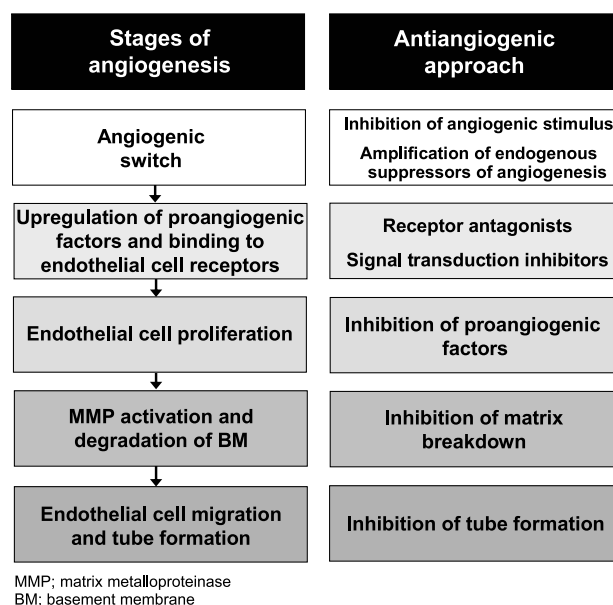 Stages of
angiogenesis
Antiangiogenic
approach
Angiogenic
switch
Inhibition of angiogenic stimulus
Amplification of endogenous
suppressors of angiogenesis
Upregulation of proangiogenic
factors and binding to
endothelial cell receptors
Receptor antagonists
Signal transduction inhibitors
Endothelial cell proliferation
Inhibition of proangiogenic
factors
MMP activation and
degradation of BM
Inhibition of matrix
breakdown
Endothelial cell migration
and tube formation
Inhibition of tube formation
MMP; matrix metalloproteinase
BM: basement membrane